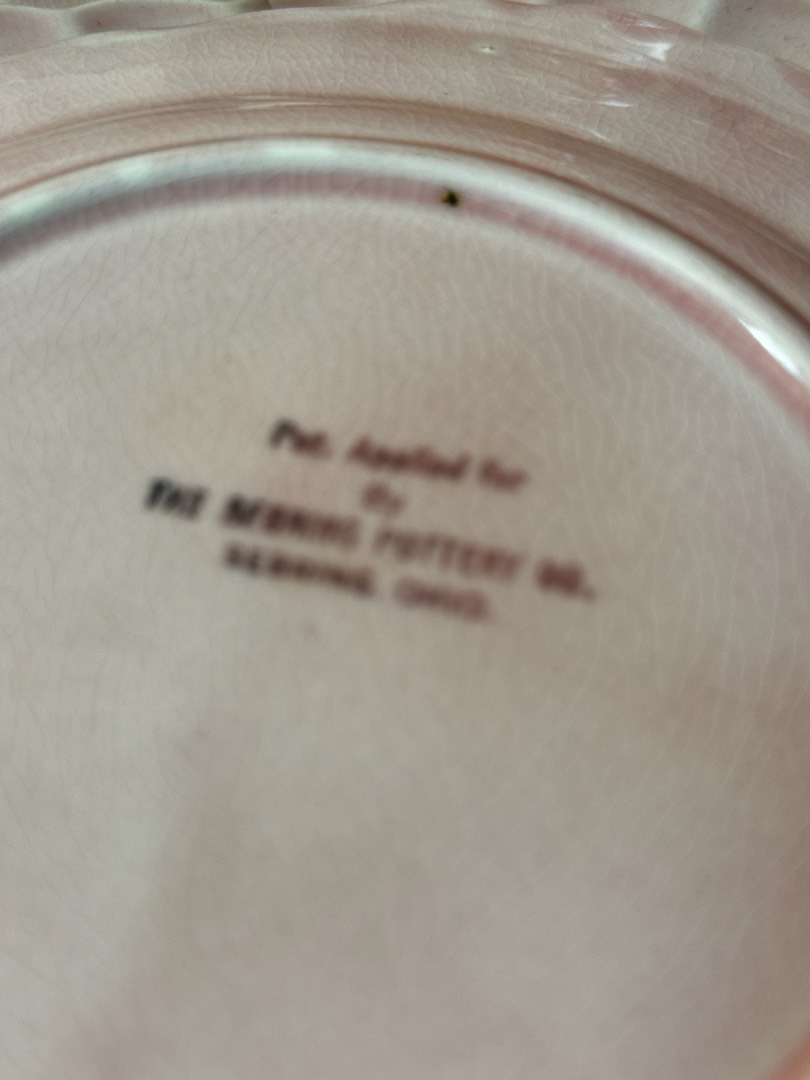 Pat. Applied for
By
THE SEBRING POTTERY CO.
SEBRING, OHIO.